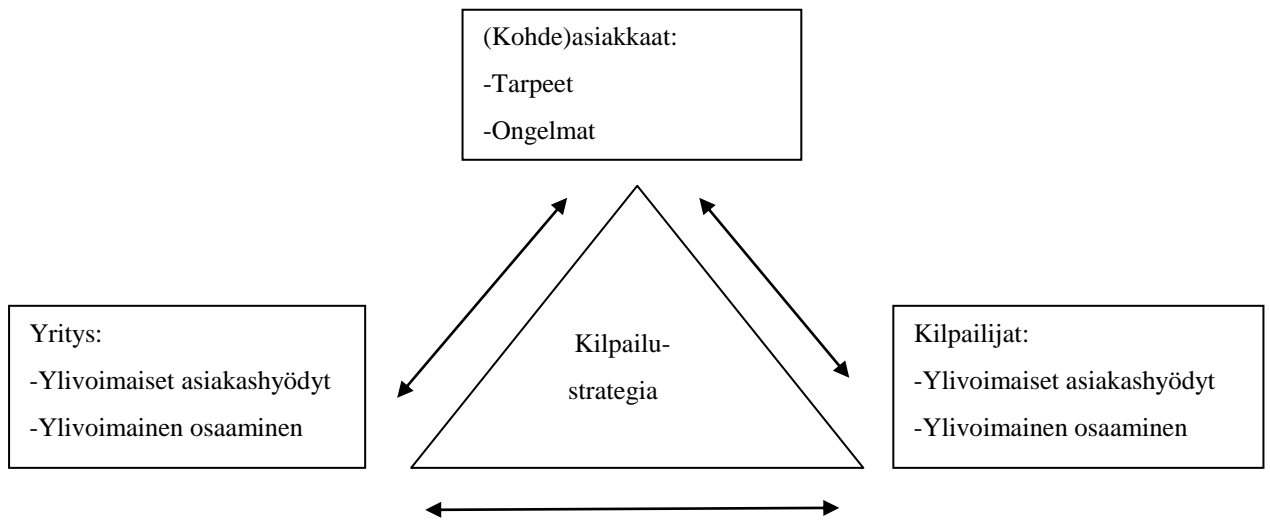 (Kohde)asiakkaat:
-Tarpeet
-Ongelmat
Yritys:
-Ylivoimaiset asiakashyödyt
-Ylivoimainen osaaminen
Kilpailu-
strategia
Kilpailijat:
-Ylivoimaiset asiakashyödyt
-Ylivoimainen osaaminen